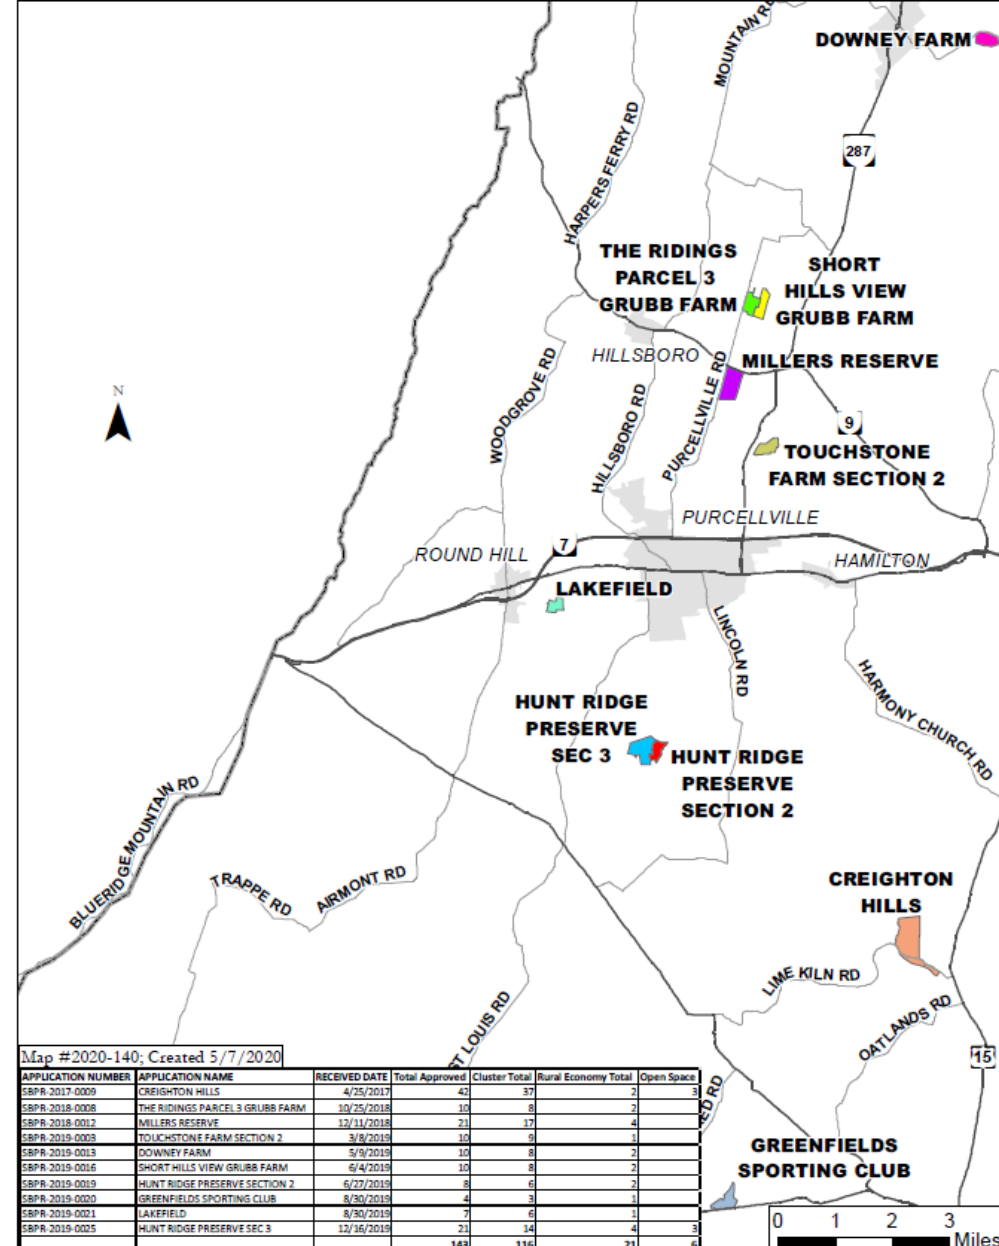 MOUNTAIN RD
DOWNEY FARM
287
HARPERS FERRY RD
THE RIDINGS
PARCEL 3
GRUBB FARM
SHORT
HILLS VIEW
GRUBB FARM
HILLSBORO
MILLERS RESERVE
N
WOODGROVE RD
HILLSBORO RD
PURCELLVILLE RD
9
TOUCHSTONE
FARM SECTION 2
PURCELLVILLE
ROUND HILL
7
HAMILTON
LAKEFIELD
LINCOLN RD
HARMONY CHURCH RD
HUNT RIDGE
PRESERVE
SEC 3
HUNT RIDGE
PRESERVE
SECTION 2
BLUERIDGE MOUNTAIN RD
TRAPPE RD
AIRMONT RD
CREIGHTON
HILLS
LIME KILN RD
OATLANDS RD
ST LOUIS RD
15
ED RD
GREENFIELDS
SPORTING CLUB
Map #2020-140; Created 5/7/2020
APPLICATION NUMBER APPLICATION NAME RECEIVED DATE Total Approved Cluster Total Rural Economy Total Open Space
SBPR-2017-0009 CREIGHTON HILLS 4/25/2017 42 37 2 3
SBPR-2018-0008 THE RIDINGS PARCEL 3 GRUBB FARM 10/25/2018 10 8 2
SBPR-2018-0012 MILLERS RESERVE 12/11/2018 21 17 4
SBPR-2019-0003 TOUCHSTONE FARM SECTION 2 3/8/2019 10 9 1
SBPR-2019-0013 DOWNEY FARM 5/9/2019 10 8 2
SBPR-2019-0016 SHORT HILLS VIEW GRUBB FARM 6/4/2019 10 8 2
SBPR-2019-0019 HUNT RIDGE PRESERVE SECTION 2 6/27/2019 8 6 2
SBPR-2019-0020 GREENFIELDS SPORTING CLUB 8/30/2019 4 3 1
SBPR-2019-0021 LAKEFIELD 8/30/2019 7 6 1
SBPR-2019-0025 HUNT RIDGE PRESERVE SEC 3 12/16/2019 21 14 4 3
143 116 21 6
0 1 2 3
Miles